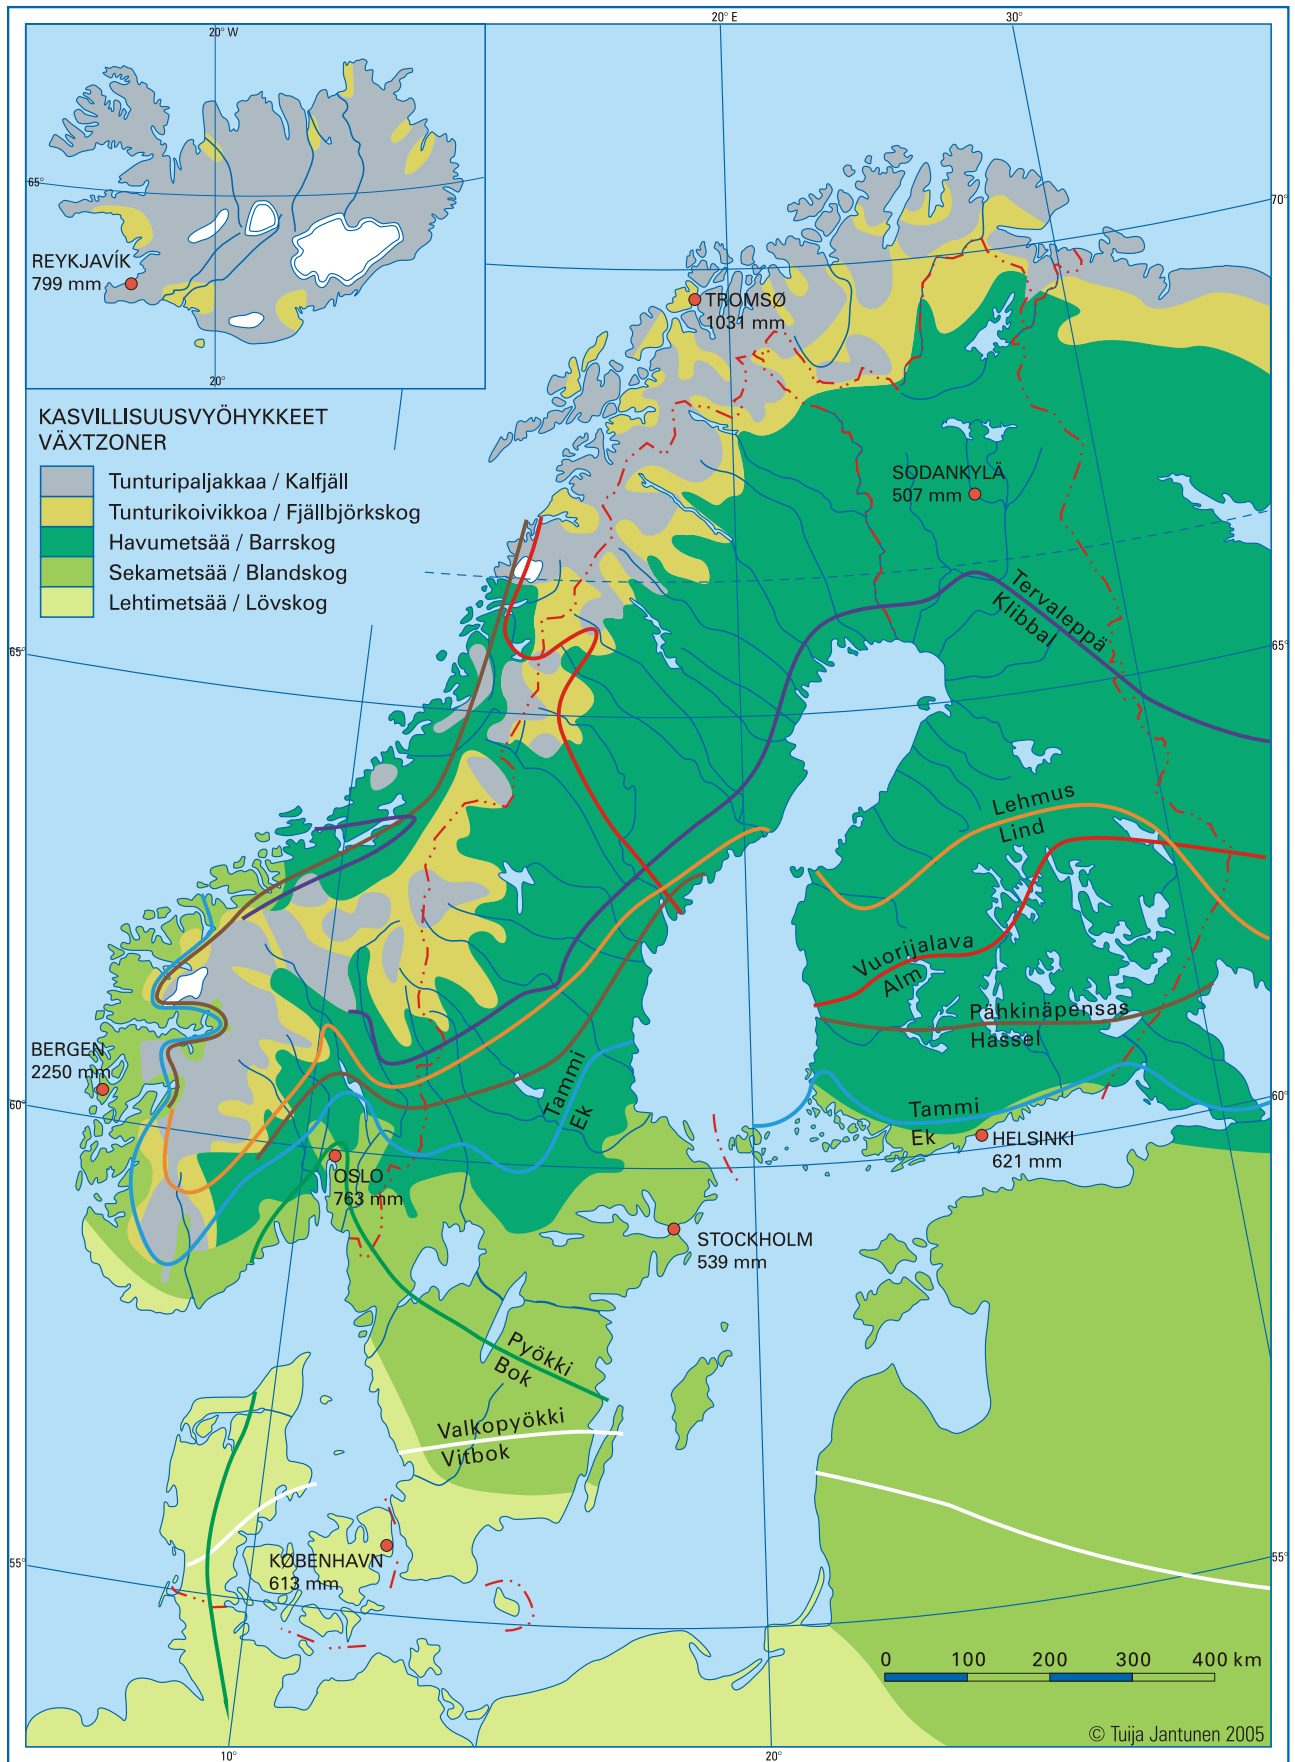 20° W
20° E
30°
65°
70°
REYKJAVÍK
799 mm
TROMSØ
1031 mm
20°
KASVILLISUUSVYÖHYKKEET
VÄXTZONER
Tunturipaljakkaa / Kalfjäll
Tunturikoivikkoa / Fjällbjörkskog
Havumetsää / Barrskog
Sekametsää / Blandskog
Lehtimetsää / Lövskog
SODANKYLÄ
507 mm
Tervaleppä
Klibbal
65°
65°
Lehmus
Lind
Vuorijalava
Alm
Pähkinäpensas
Hassel
BERGEN
2250 mm
Tammi
Ek
60°
60°
Tammi
Ek
HELSINKI
621 mm
OSLO
763 mm
STOCKHOLM
539 mm
Pyökki
Bok
Valkopyökki
Vitbok
KØBENHAVN
613 mm
55°
55°
0 100 200 300 400 km
© Tuija Jantunen 2005
10°
20°